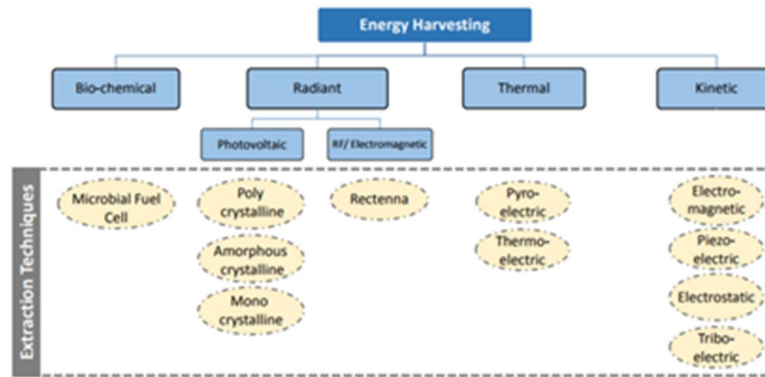 Energy Harvesting
Bio-chemical
Radiant
Thermal
Kinetic
Photovoltaic
RF/ Electromagnetic
Extraction Techniques
Microbial Fuel
Cell
Poly
crystalline
Amorphous
crystalline
Mono
crystalline
Rectenna
Pyro-
electric
Thermo-
electric
Electro-
magnetic
Piezo-
electric
Electrostatic
Tribo-
electric